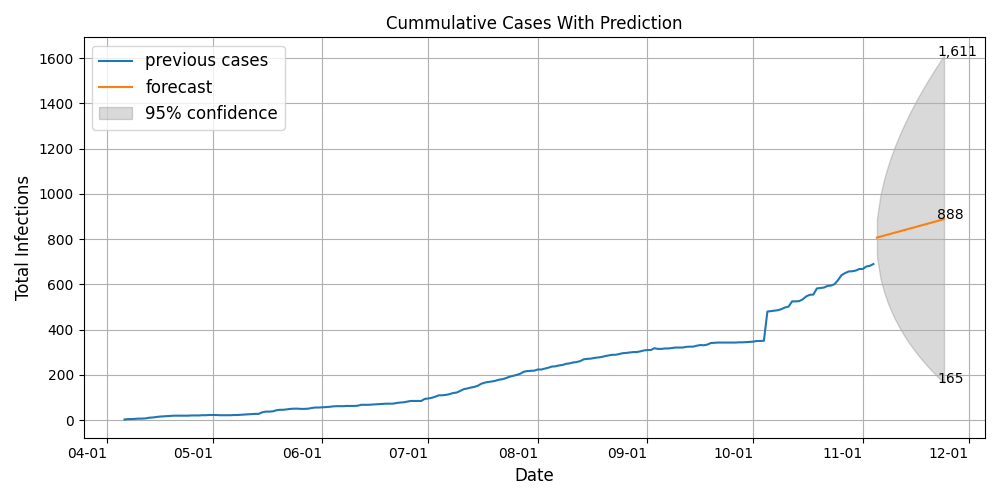 Cummulative Cases With Prediction
previous cases
forecast
95% confidence
1,611
888
165
Total Infections
1600
1400
1200
1000
800
600
400
200
0
04-01 05-01 06-01 07-01 08-01 09-01 10-01 11-01 12-01
Date